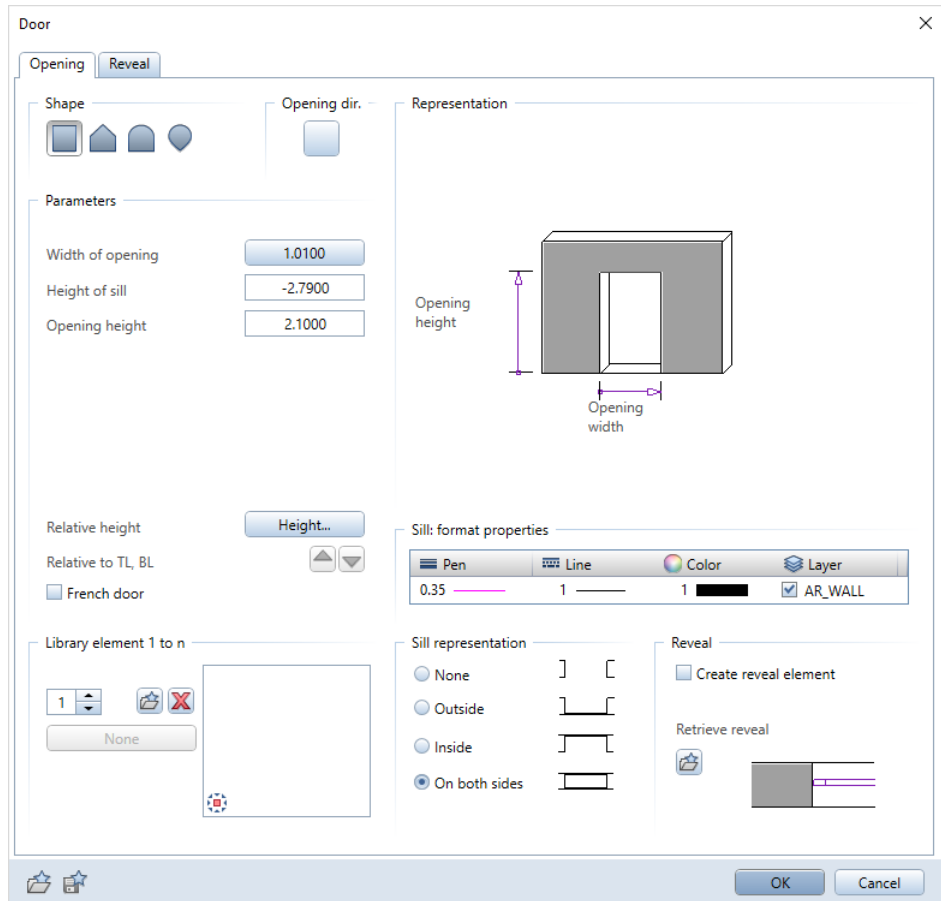 Door
Opening
Reveal
Shape
Opening dir.
Representation
Parameters
Width of opening
1.0100
Height of sill
-2.7900
Opening height
2.1000
Opening
height
Opening
width
Relative height
Height...
Relative to TL, BL
French door
Sill: format properties
Pen
Line
Color
Layer
0.35
1
1
AR_WALL
Library element 1 to n
1
None
Sill representation
None
Outside
Inside
On both sides
Reveal
Create reveal element
Retrieve reveal
OK
Cancel